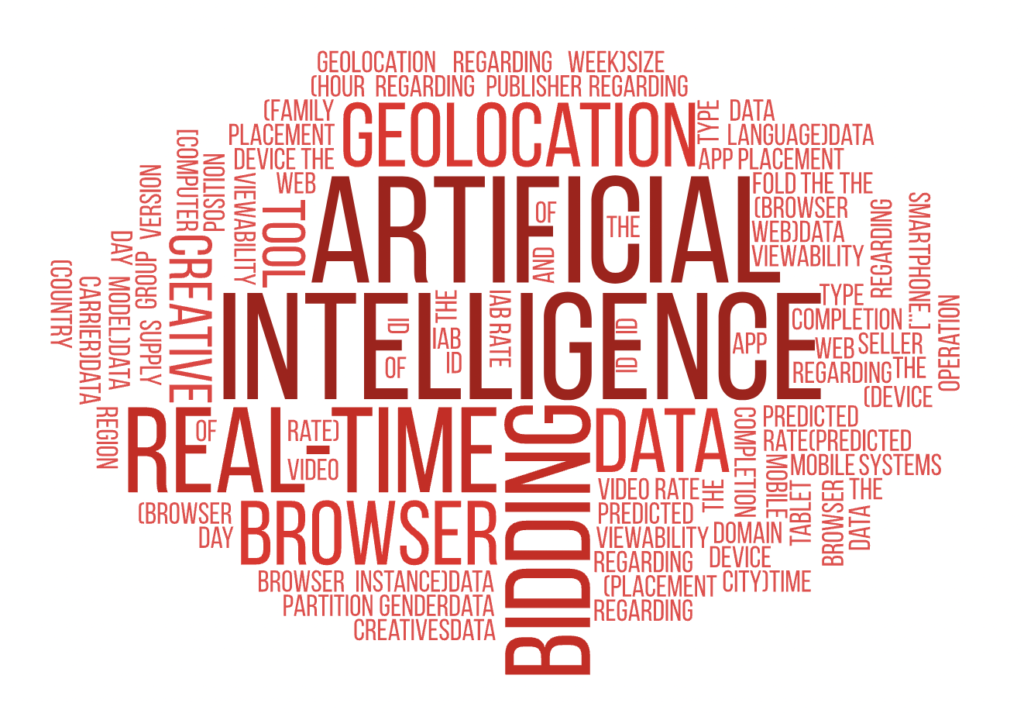 GEOLOCATION REGARDING WEEK)SIZE
(HOUR REGARDING PUBLISHER REGARDING
(FAMILY
GEOLOCATION
TYPE
DATA
PLACEMENT
LANGUAGE)DATA
DEVICE THE
APP PLACEMENT
WEB
FOLD THE THE
[COMPUTER
POSITION
VIEWABILITY
TOOL
ARTIFICIAL
OF
AND
THE
(BROWSER
WEB)DATA
VIEWABILITY
REGARDING
SMARTPHONE...]
VERSION
GROUP
SUPPLY
DAY
MODEL)DATA
CARRIER)DATA
(COUNTRY
CREATIVE
INTELLIGENCE
ID
OF
THE
IAB
ID
IAB RATE
ID
ID
APP
TYPE
COMPLETION
WEB SELLER
REGARDING THE
(DEVICE
OPERATION
REGION
REAL-TIME
OF
RATE)
VIDEO
BIDDING
DATA
COMPLETION
PREDICTED
RATE(PREDICTED
MOBILE SYSTEMS
MOBILE
TABLET
BROWSER
THE
DATA
VIDEO RATE
THE
PREDICTED
VIEWABILITY
DOMAIN
REGARDING
DEVICE
(PLACEMENT
CITY)TIME
REGARDING
(BROWSER
DAY
BROWSER
BROWSER INSTANCE)DATA
PARTITION GENDERDATA
CREATIVESDATA